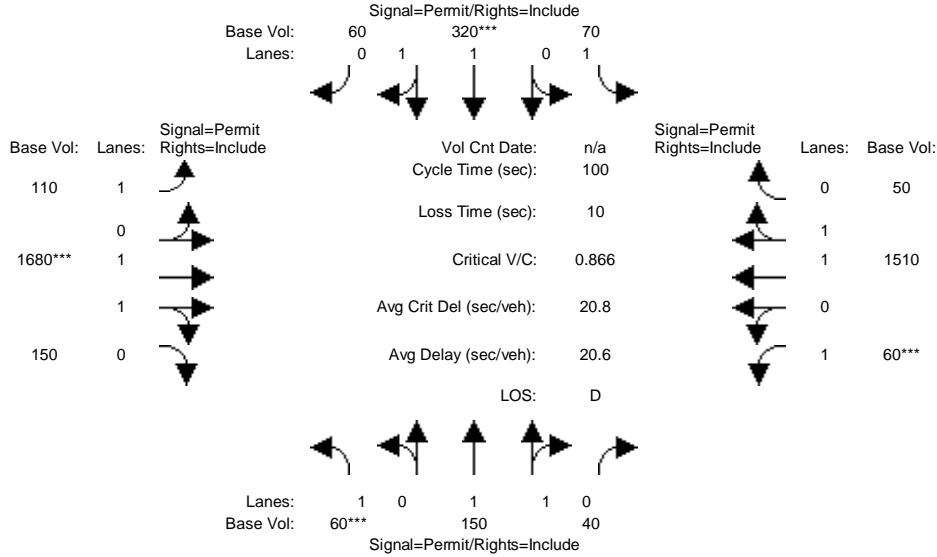 Signal=Permit/Rights=Include
Base Vol: 60 320*** 70
Lanes: 0 1 1 0 1
Signal=Permit Signal=Permit
Base Vol: Lanes: Rights=Include Vol Cnt Date: n/a Rights=Include Lanes: Base Vol:
Cycle Time (sec): 100
110 1 0 50
Loss Time (sec): 10
0 1
1680*** 1 Critical V/C: 0.866 1 1510
1 Avg Crit Del (sec/veh): 20.8 0
150 0 Avg Delay (sec/veh): 20.6 1 60***
LOS: D
Lanes: 1 0 1 1 0
Base Vol: 60*** 150 40
Signal=Permit/Rights=Include